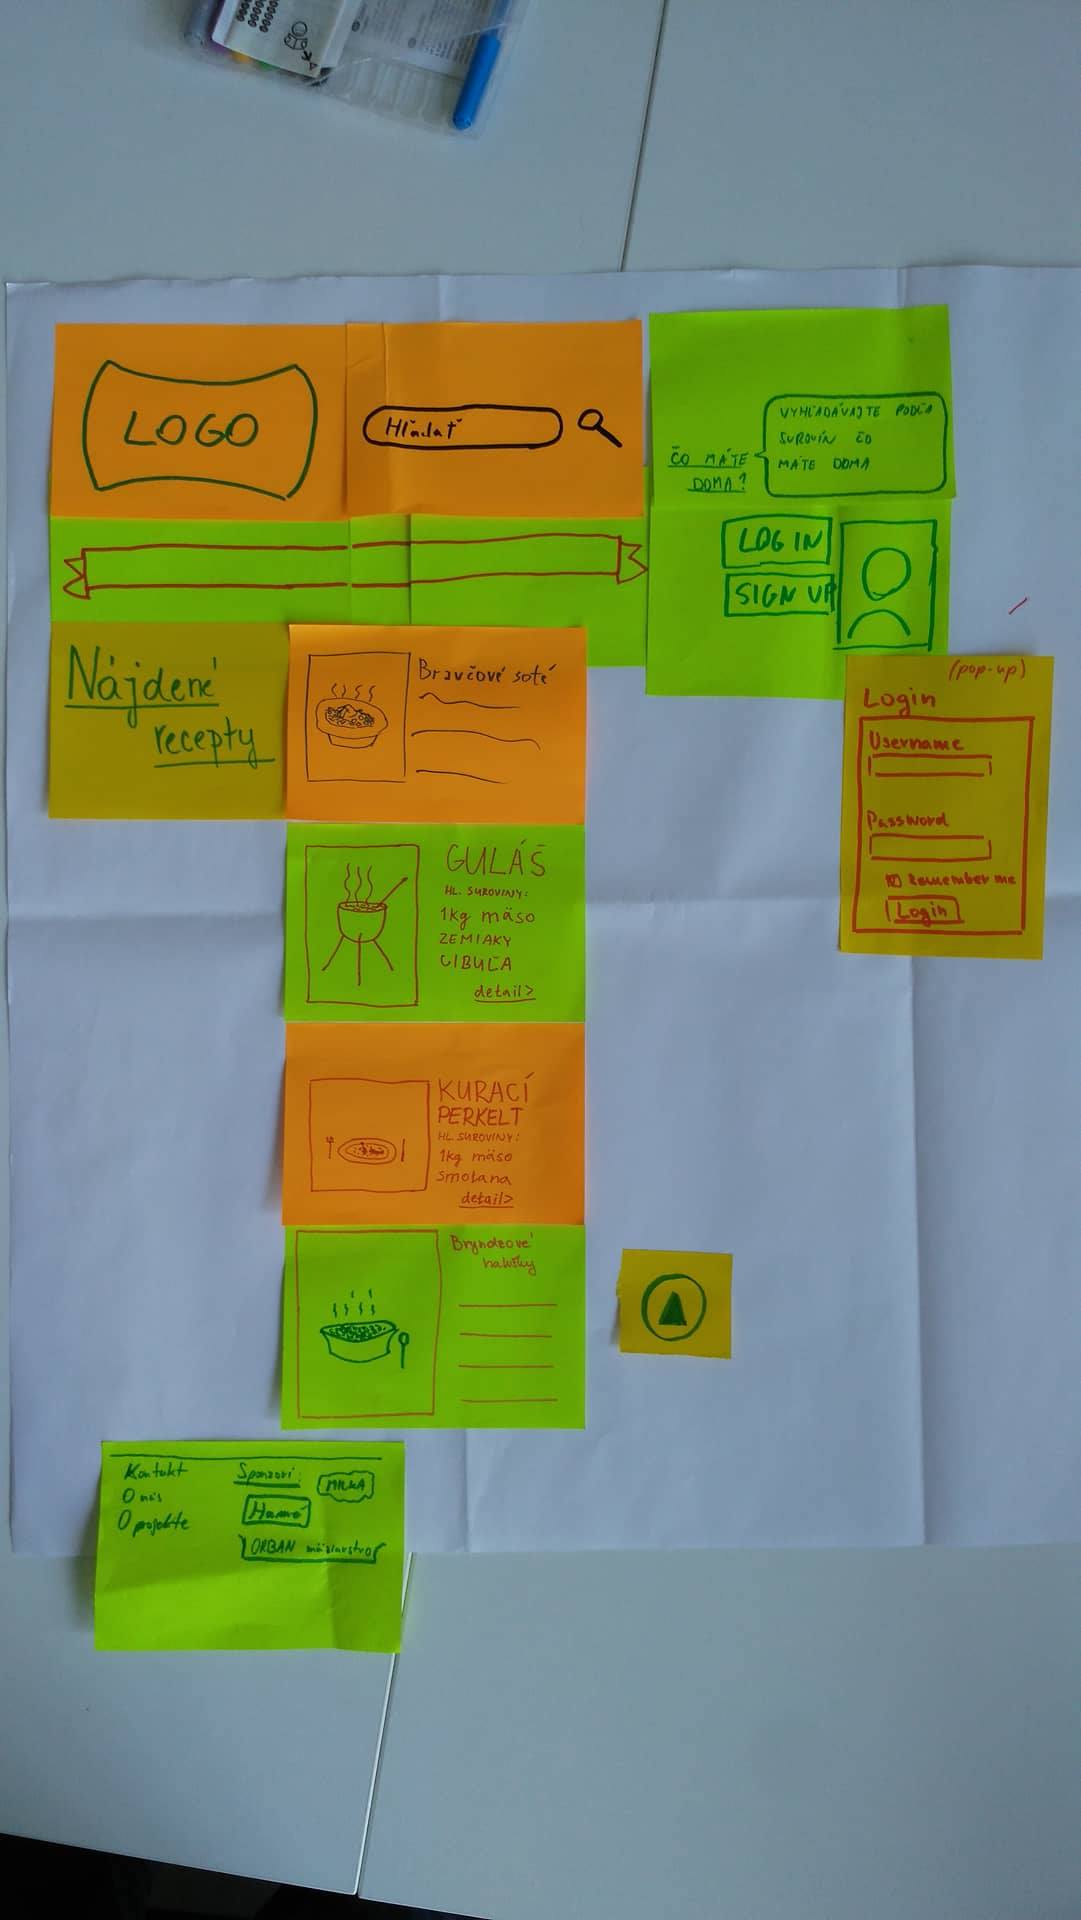 LOGO
Hľadať
ČO MÁTE
DOMA?
VYHĽADÁVAJTE PODĽA
SUROVÍN ČO
MÁTE DOMA
LOG IN
SIGN UP
Nájdené
recepty
Bravčové soté
(pop-up)
Login
Username
Password
Remember me
Login
GULÁŠ
HL. SUROVINY:
1kg mäso
ZEMIAKY
CIBUĽA
detail>
KURACÍ
PERKELT
HL. SUROVINY:
1kg mäso
smotana
detail>
Bryndzové
halušky
Kontakt
O nás
O projekte
Sponzori:
MILKA
Hamé
ORBAN mäsiarstvo